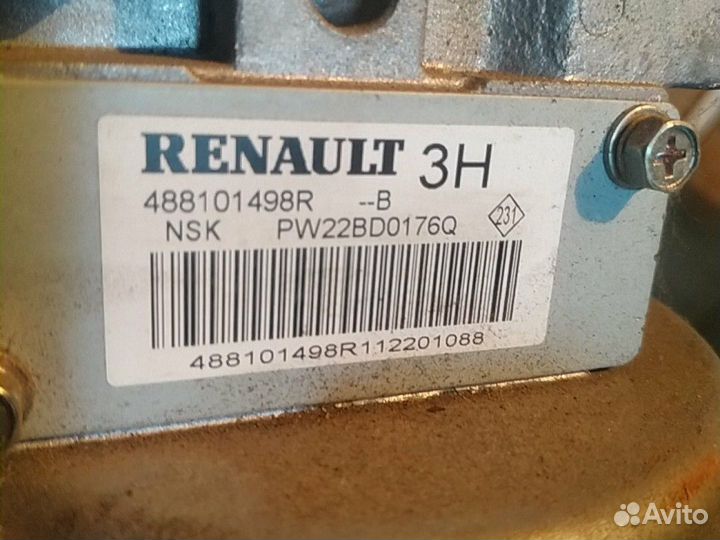 RENAULT 3H
488101498R --B
NSK PW22BD0176Q 231
488101498R112201088
Avito